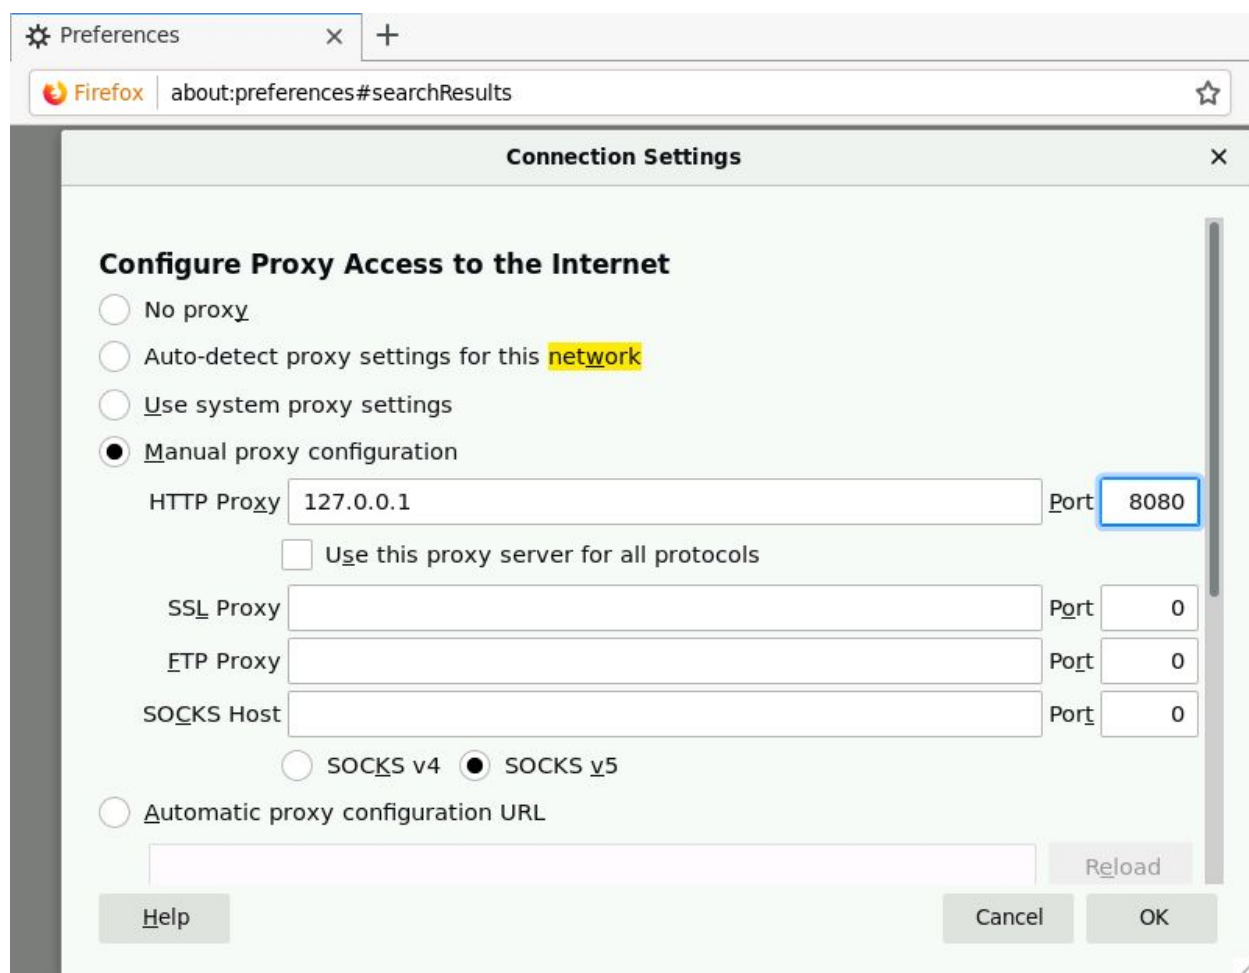 Preferences
Firefox about:preferences#searchResults
Connection Settings
Configure Proxy Access to the Internet
No proxy
Auto-detect proxy settings for this network
Use system proxy settings
Manual proxy configuration
HTTP Proxy 127.0.0.1 Port 8080
Use this proxy server for all protocols
SSL Proxy Port 0
FTP Proxy Port 0
SOCKS Host Port 0
SOCKS v4 SOCKS v5
Automatic proxy configuration URL
Reload
Help Cancel OK